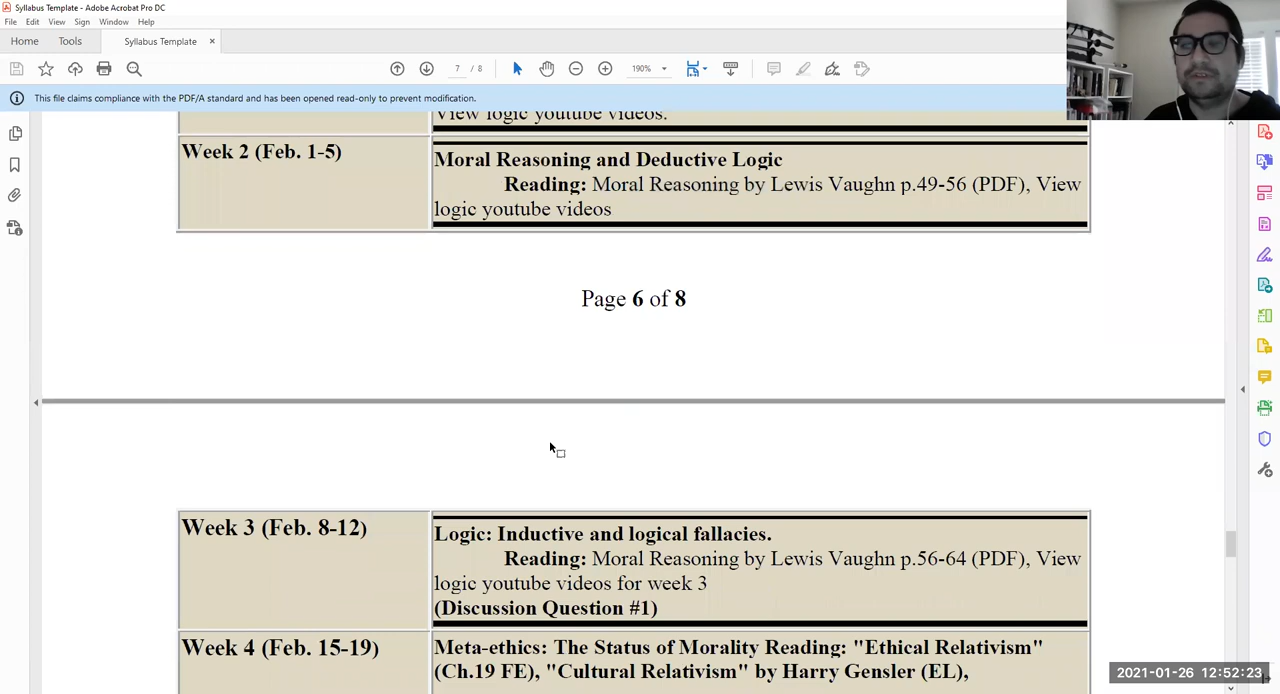 Syllabus Template - Adobe Acrobat Pro DC
File Edit View Sign Window Help
Home Tools Syllabus Template ×
7 / 8 190%
This file claims compliance with the PDF/A standard and has been opened read-only to prevent modification.
View logic youtube videos.
Week 2 (Feb. 1-5)
Moral Reasoning and Deductive Logic
Reading: Moral Reasoning by Lewis Vaughn p.49-56 (PDF), View
logic youtube videos
Page 6 of 8
Week 3 (Feb. 8-12)
Logic: Inductive and logical fallacies.
Reading: Moral Reasoning by Lewis Vaughn p.56-64 (PDF), View
logic youtube videos for week 3
(Discussion Question #1)
Week 4 (Feb. 15-19)
Meta-ethics: The Status of Morality Reading: "Ethical Relativism"
(Ch.19 FE), "Cultural Relativism" by Harry Gensler (EL),
2021-01-26 12:52:23